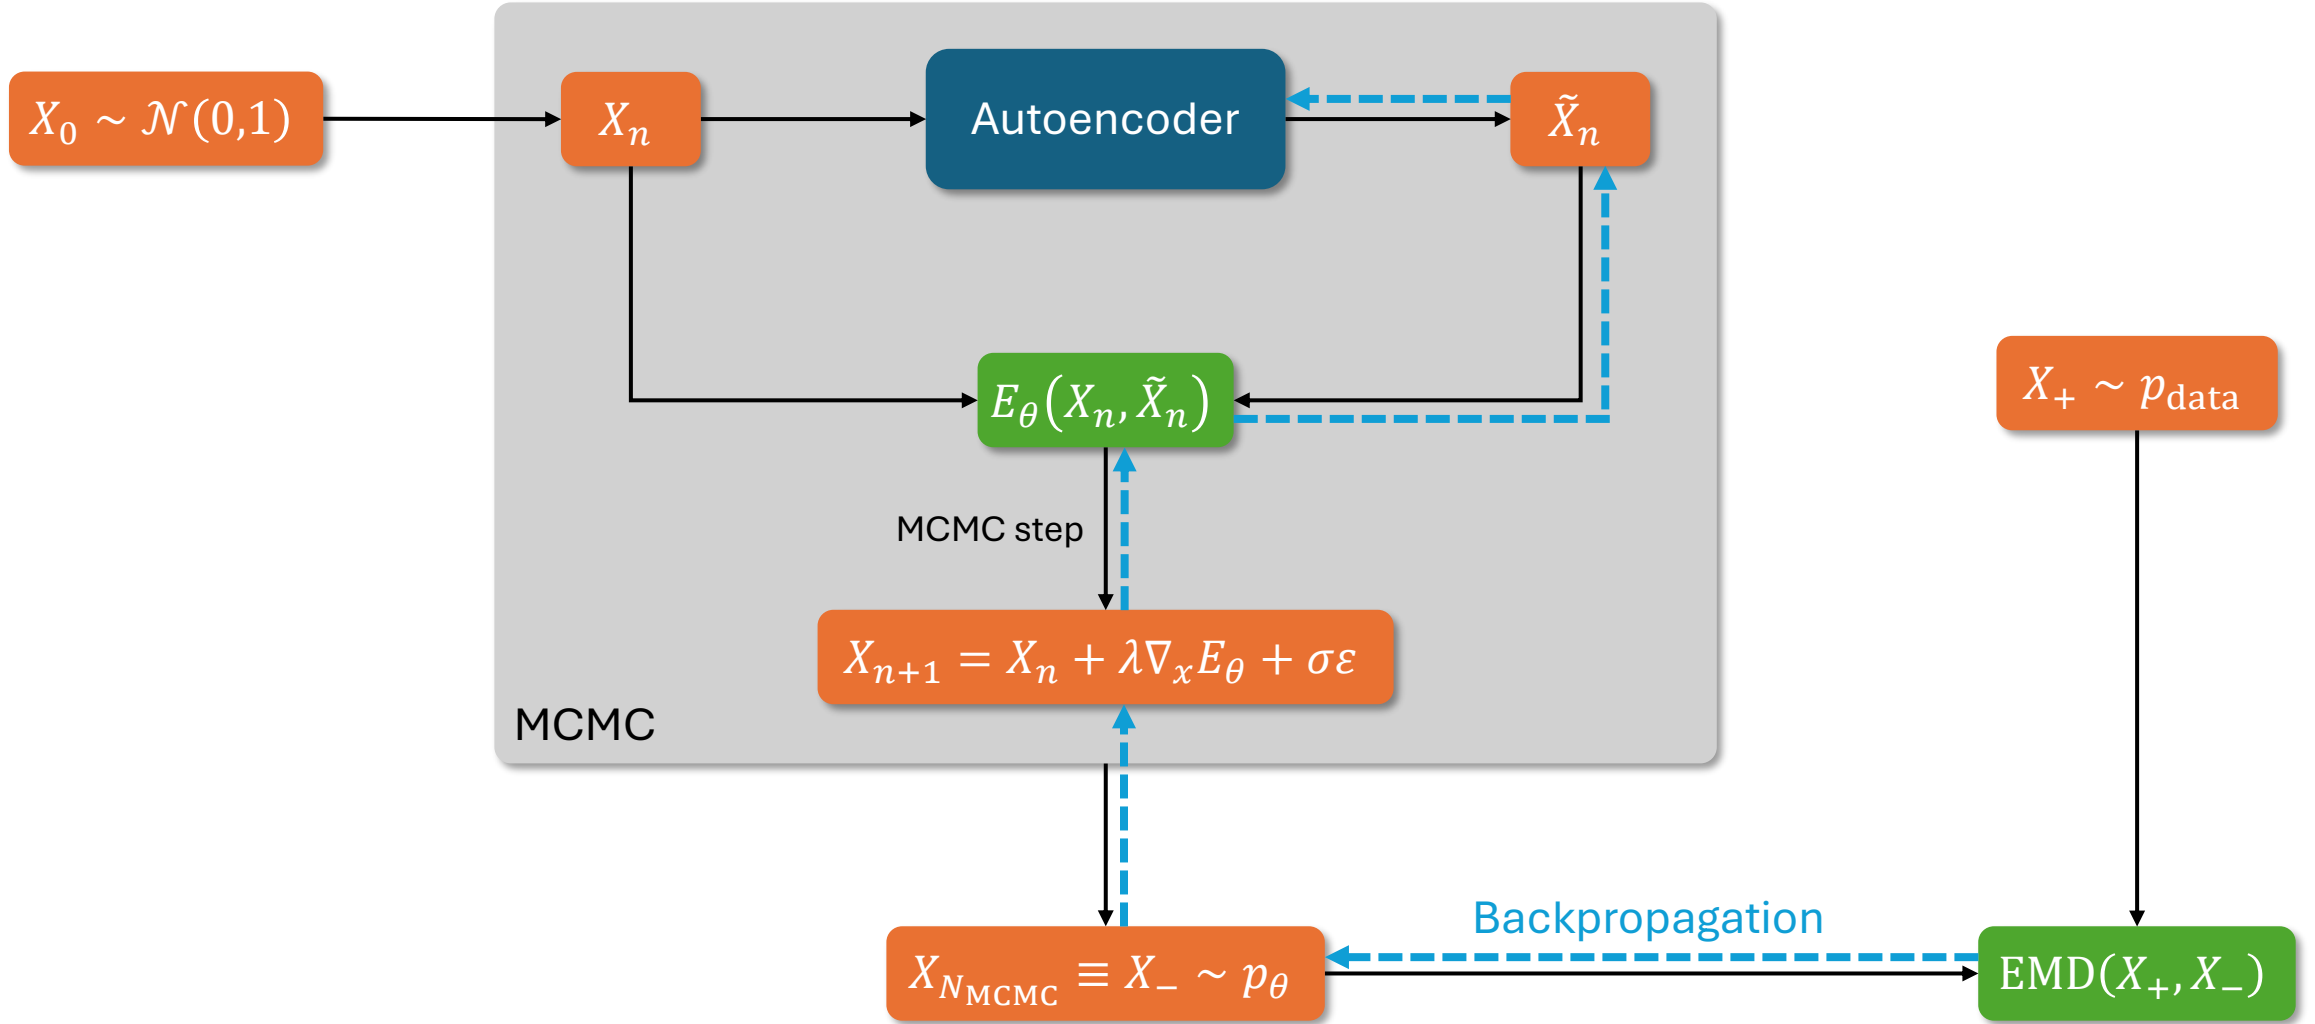 X₀ ~ 𝒩(0,1)
Xₙ
Autoencoder
X̃ₙ
E_θ(Xₙ, X̃ₙ)
X₊ ~ p_data
MCMC step
Xₙ₊₁ = Xₙ + λ∇ₓE_θ + σε
MCMC
Backpropagation
X_{N_MCMC} ≡ X₋ ~ p_θ
EMD(X₊, X₋)